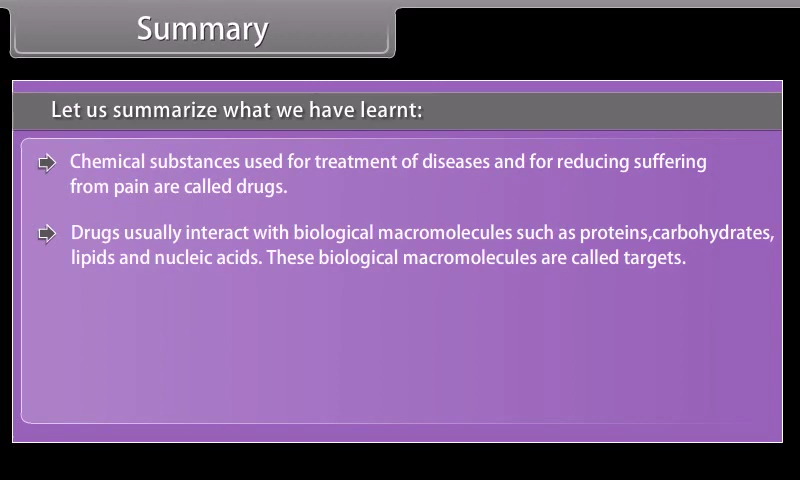 Summary
Let us summarize what we have learnt:
Chemical substances used for treatment of diseases and for reducing suffering
from pain are called drugs.
Drugs usually interact with biological macromolecules such as proteins,carbohydrates,
lipids and nucleic acids. These biological macromolecules are called targets.